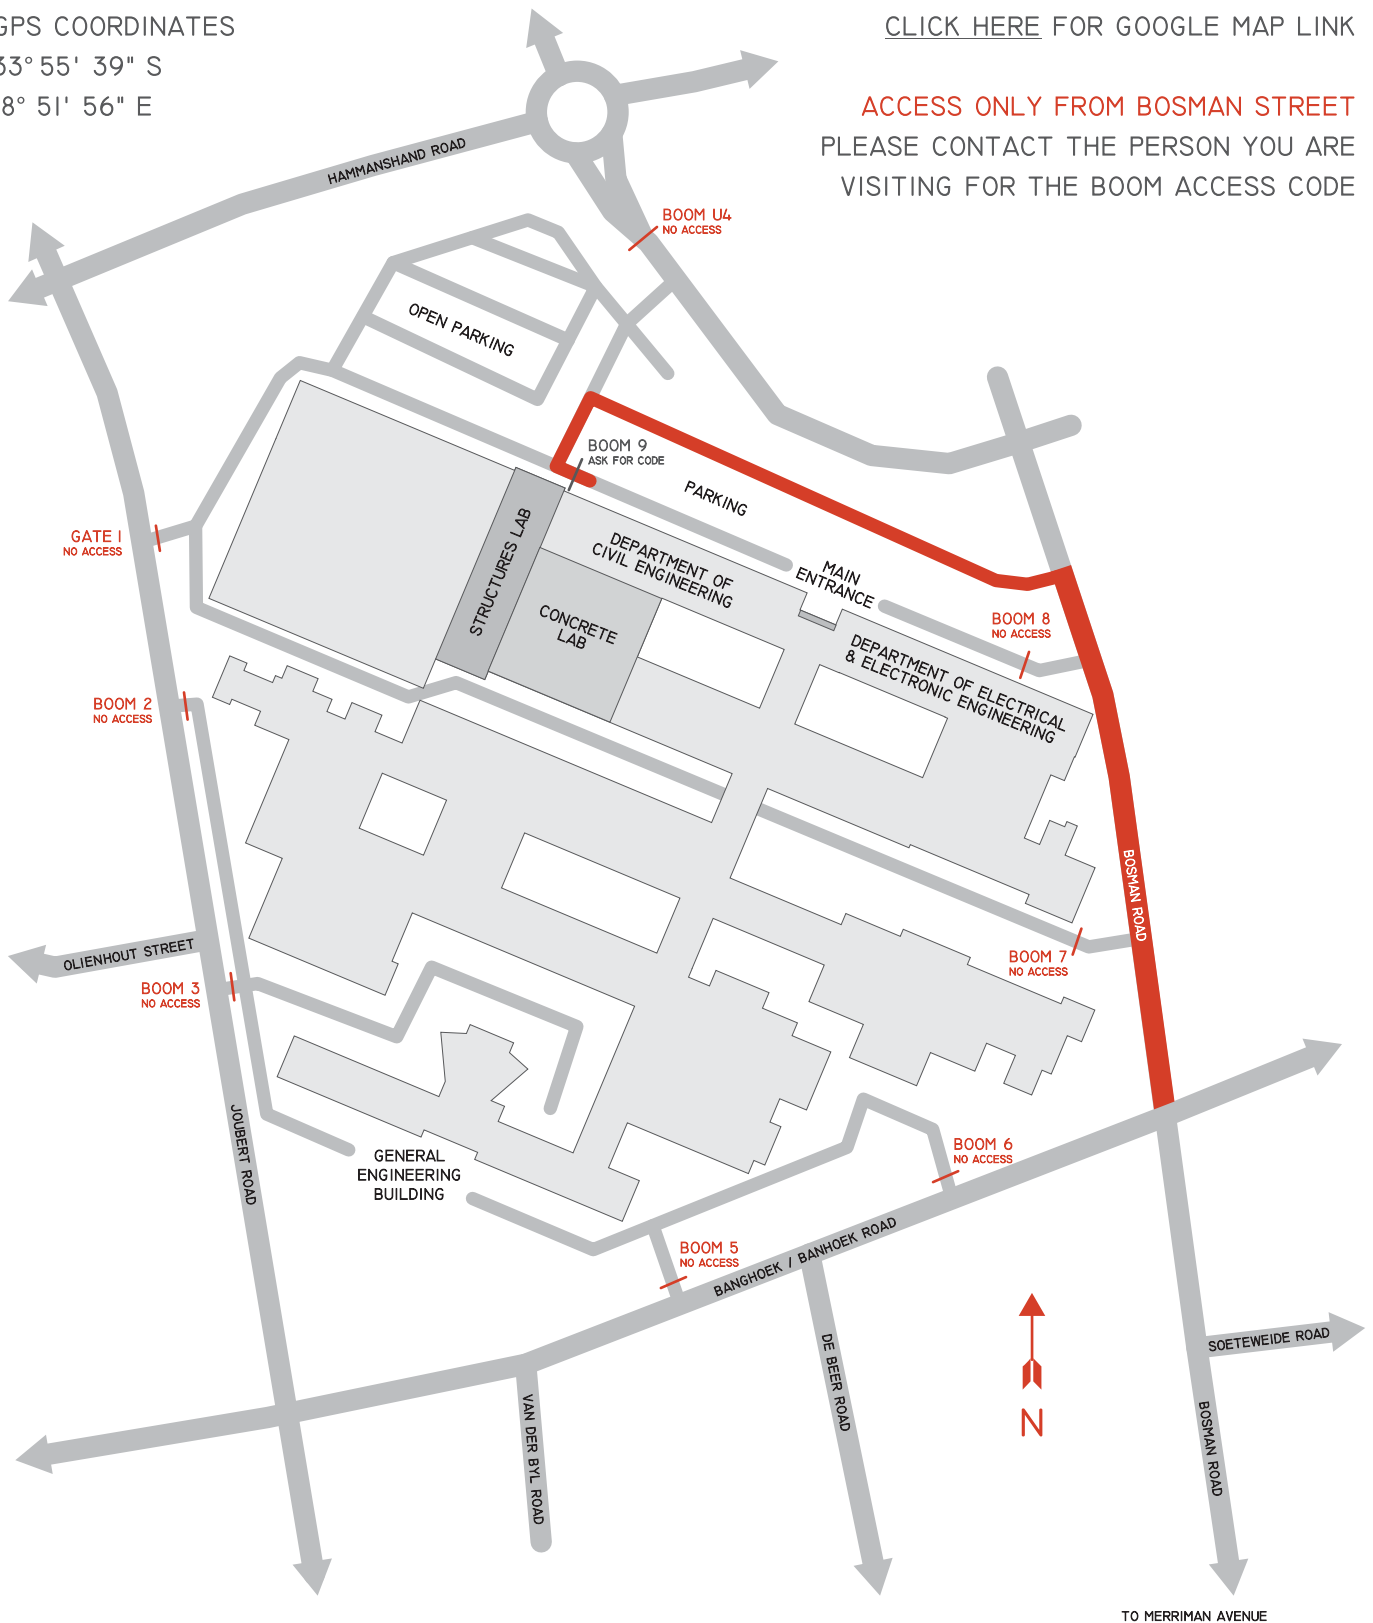 GPS COORDINATES
33° 55' 39" S
8° 51' 56" E
CLICK HERE FOR GOOGLE MAP LINK
ACCESS ONLY FROM BOSMAN STREET
PLEASE CONTACT THE PERSON YOU ARE
VISITING FOR THE BOOM ACCESS CODE
HAMMANSHAND ROAD
BOOM U4
NO ACCESS
OPEN PARKING
BOOM 9
ASK FOR CODE
PARKING
GATE 1
NO ACCESS
STRUCTURES LAB
DEPARTMENT OF
CIVIL ENGINEERING
MAIN
ENTRANCE
CONCRETE
LAB
BOOM 8
NO ACCESS
DEPARTMENT OF ELECTRICAL
& ELECTRONIC ENGINEERING
BOOM 2
NO ACCESS
BOSMAN ROAD
OLIENHOUT STREET
BOOM 7
NO ACCESS
BOOM 3
NO ACCESS
JOUBERT ROAD
GENERAL
ENGINEERING
BUILDING
BOOM 6
NO ACCESS
BOOM 5
NO ACCESS
BANGHOEK / BANHOEK ROAD
DE BEER ROAD
VAN DER BYL ROAD
SOETEWEIDE ROAD
N
BOSMAN ROAD
TO MERRIMAN AVENUE